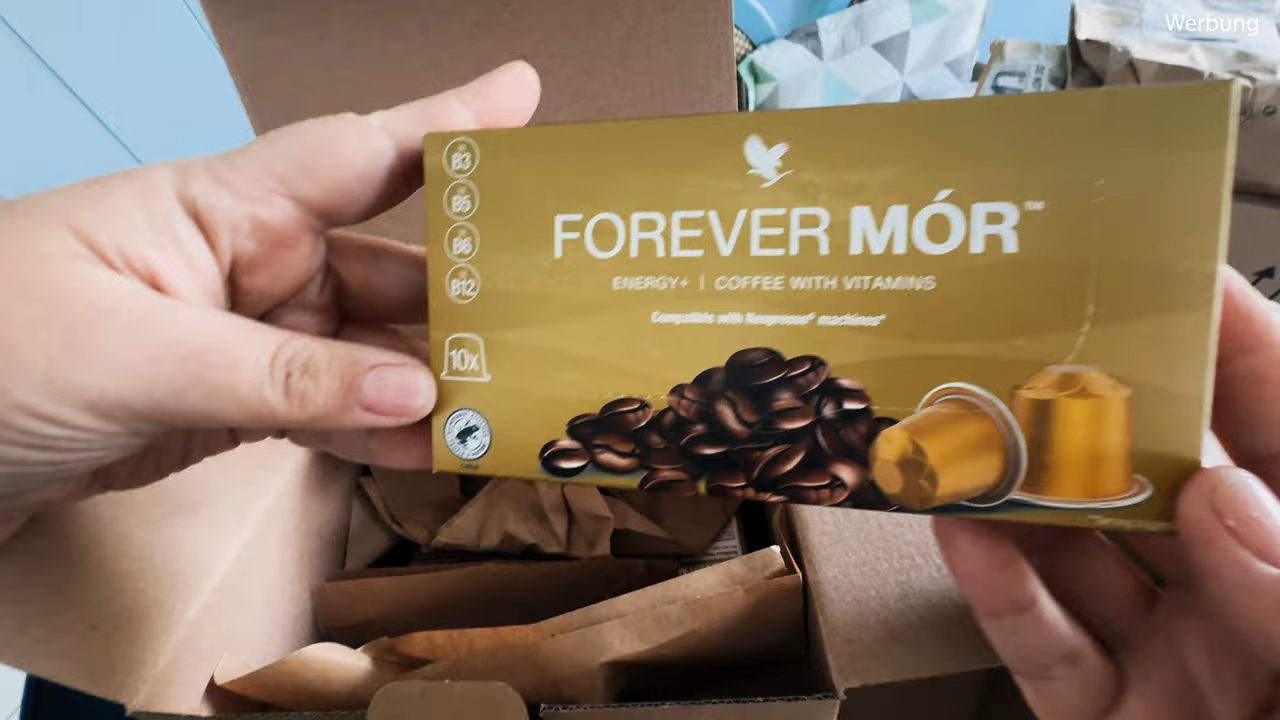 Werbung
B3
B5
B6
B12
10x
FOREVER MÓR™
ENERGY+ | COFFEE WITH VITAMINS
Compatible with Nespresso® machines*